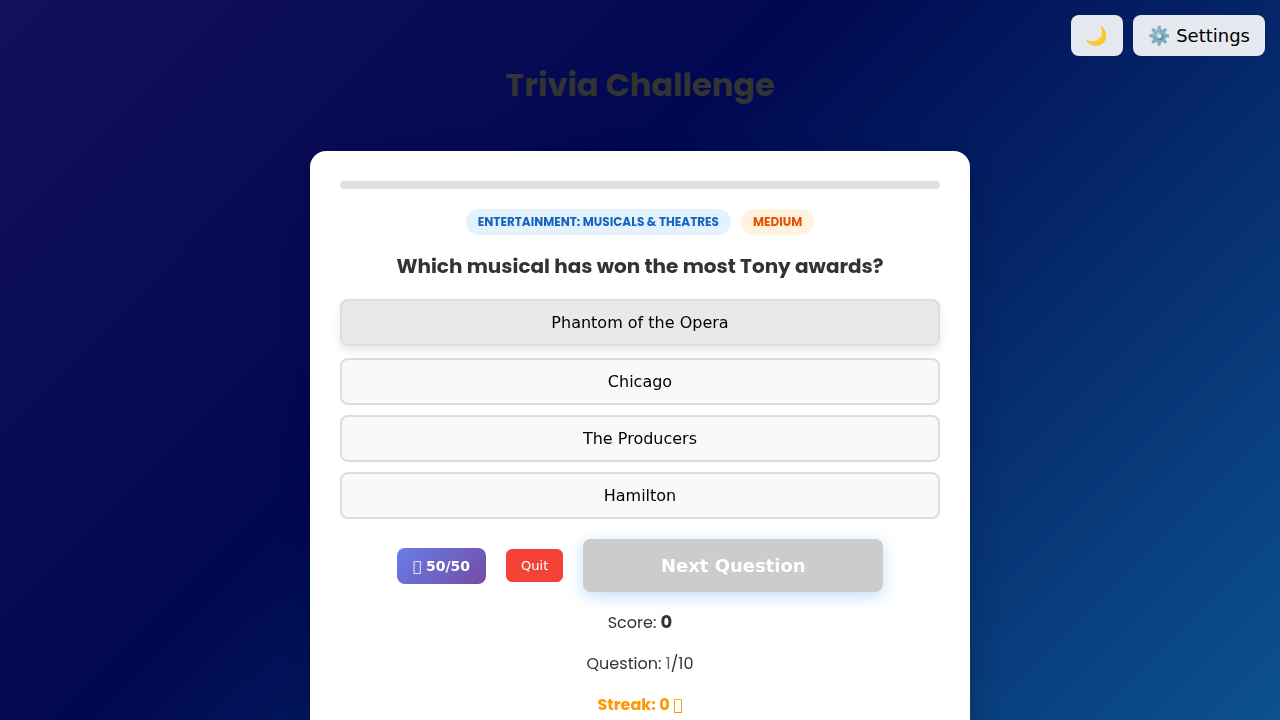 🌙 ⚙️ Settings
Trivia Challenge
ENTERTAINMENT: MUSICALS & THEATRES MEDIUM
Which musical has won the most Tony awards?
Phantom of the Opera
Chicago
The Producers
Hamilton
50/50 Quit Next Question
Score: 0
Question: 1/10
Streak: 0